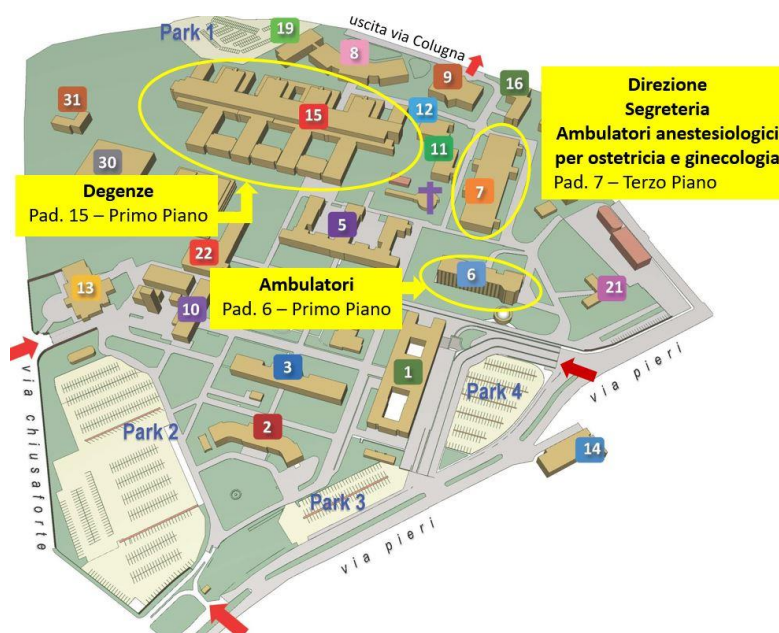 Park 1
19
uscita via Colugna
8
9
16
31
12
15
11
30
7
Direzione
Segreteria
Ambulatori anestesiologici
per ostetricia e ginecologia
Pad. 7 – Terzo Piano
Degenze
Pad. 15 – Primo Piano
5
22
6
21
13
10
Ambulatori
Pad. 6 – Primo Piano
3
1
Park 4
via pieri
via chiusaforte
Park 2
2
14
Park 3
via pieri